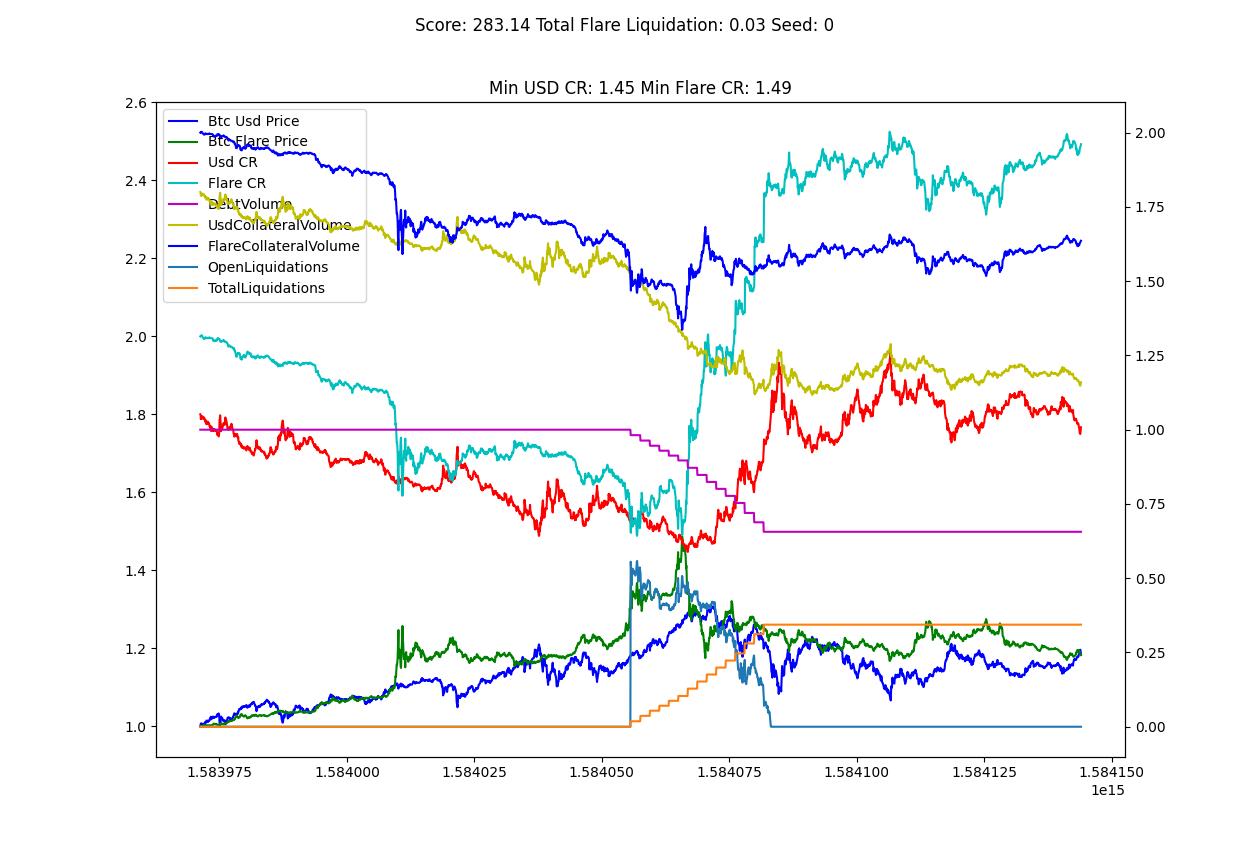 Score: 283.14 Total Flare Liquidation: 0.03 Seed: 0
Min USD CR: 1.45 Min Flare CR: 1.49
2.6
2.4
2.2
2.0
1.8
1.6
1.4
1.2
1.0
Btc Usd Price
Btc Flare Price
Usd CR
Flare CR
DebtVolume
UsdCollateralVolume
FlareCollateralVolume
OpenLiquidations
TotalLiquidations
2.00
1.75
1.50
1.25
1.00
0.75
0.50
0.25
0.00
1.583975 1.584000 1.584025 1.584050 1.584075 1.584100 1.584125 1.584150
1e15